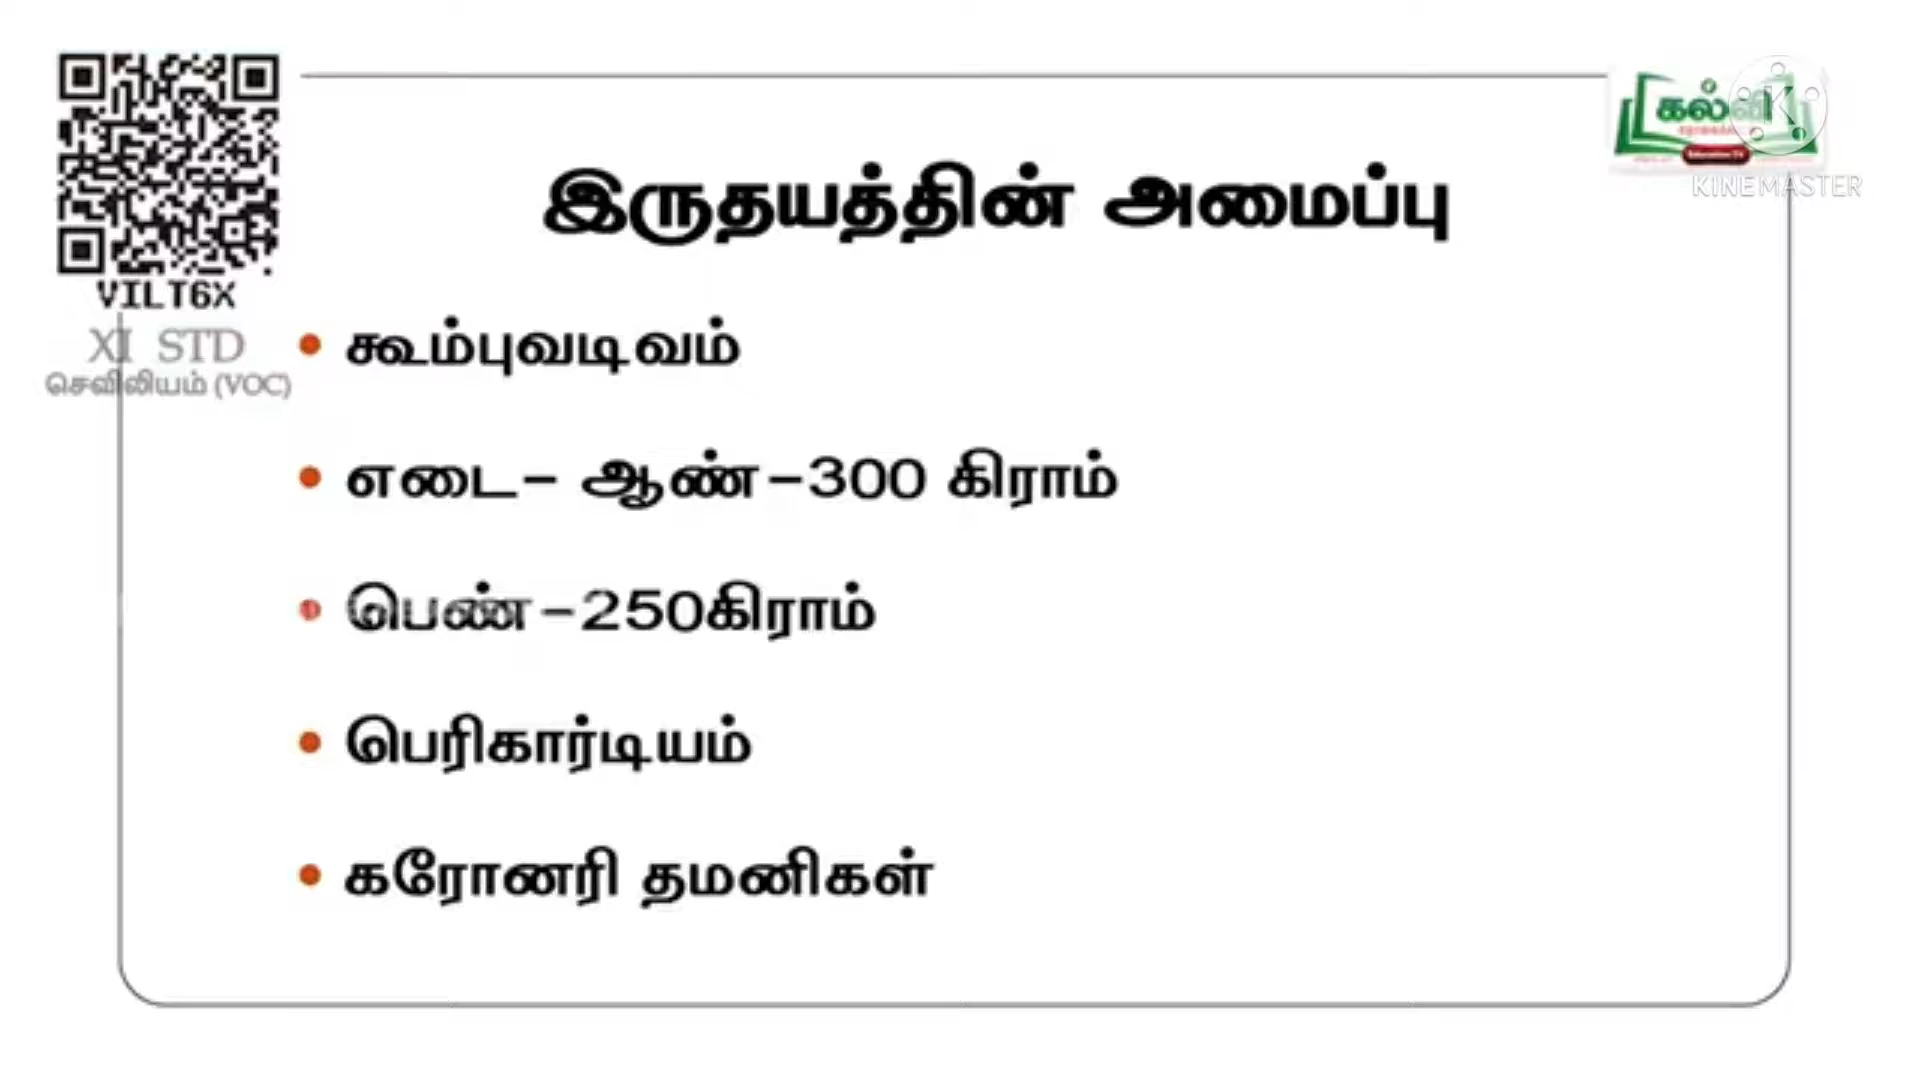 VILT6X
XI STD
செவிலியம் (VOC)
கல்வி
KINEMASTER
இருதயத்தின் அமைப்பு
• கூம்புவடிவம்
• எடை- ஆண்-300 கிராம்
• பெண்-250கிராம்
• பெரிகார்டியம்
• கரோனரி தமனிகள்